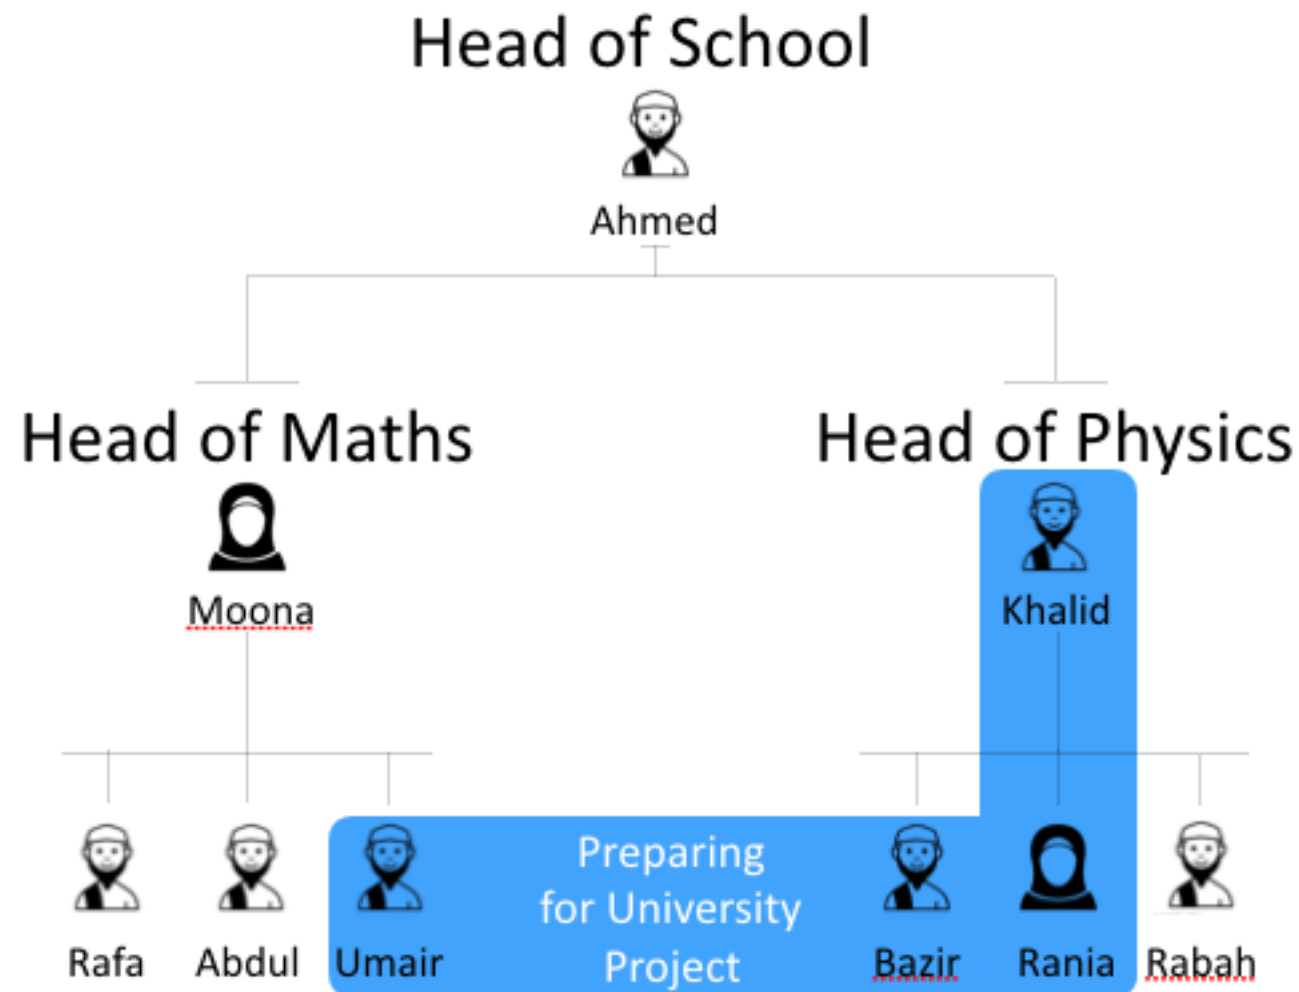 Head of School
Ahmed
Head of Maths
Head of Physics
Moona
Khalid
Preparing
for University
Project
Rafa
Abdul
Umair
Bazir
Rania
Rabah